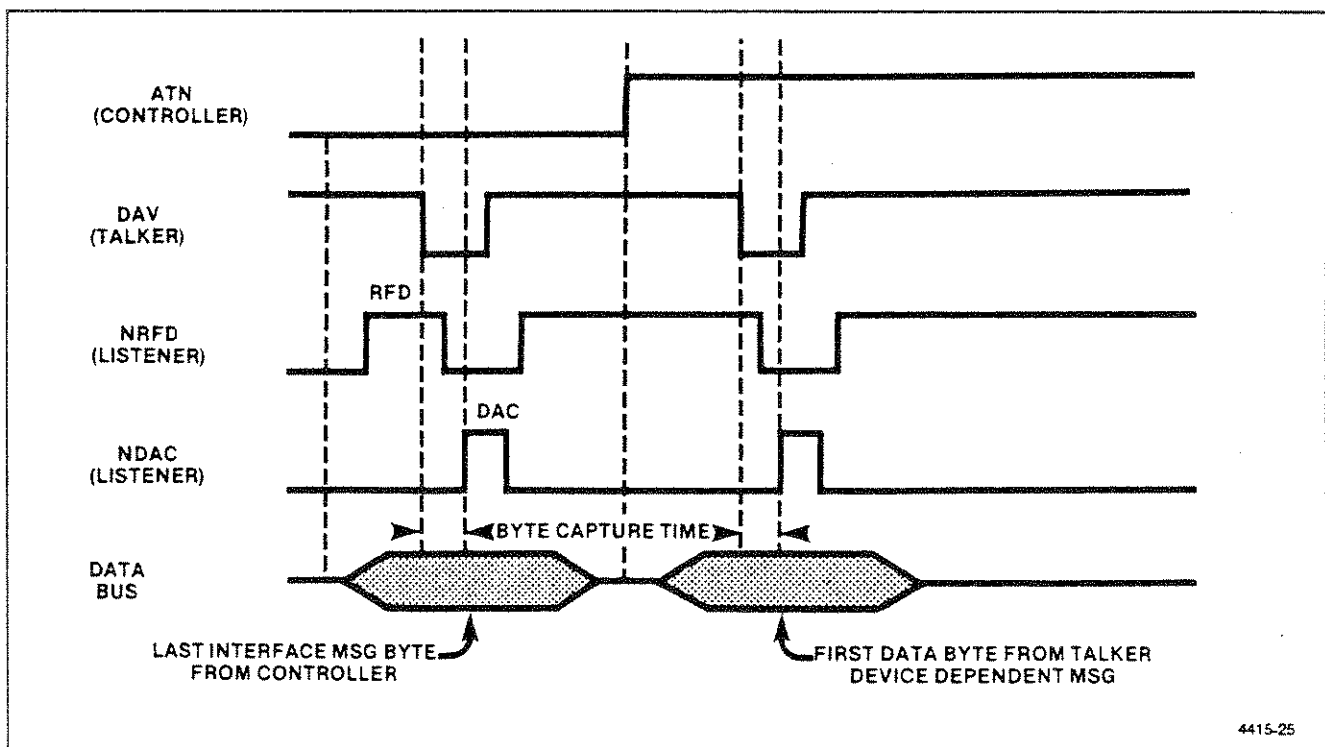 ATN
(CONTROLLER)
DAV
(TALKER)
RFD
NRFD
(LISTENER)
DAC
NDAC
(LISTENER)
BYTE CAPTURE TIME
DATA
BUS
LAST INTERFACE MSG BYTE
FROM CONTROLLER
FIRST DATA BYTE FROM TALKER
DEVICE DEPENDENT MSG
4415-25